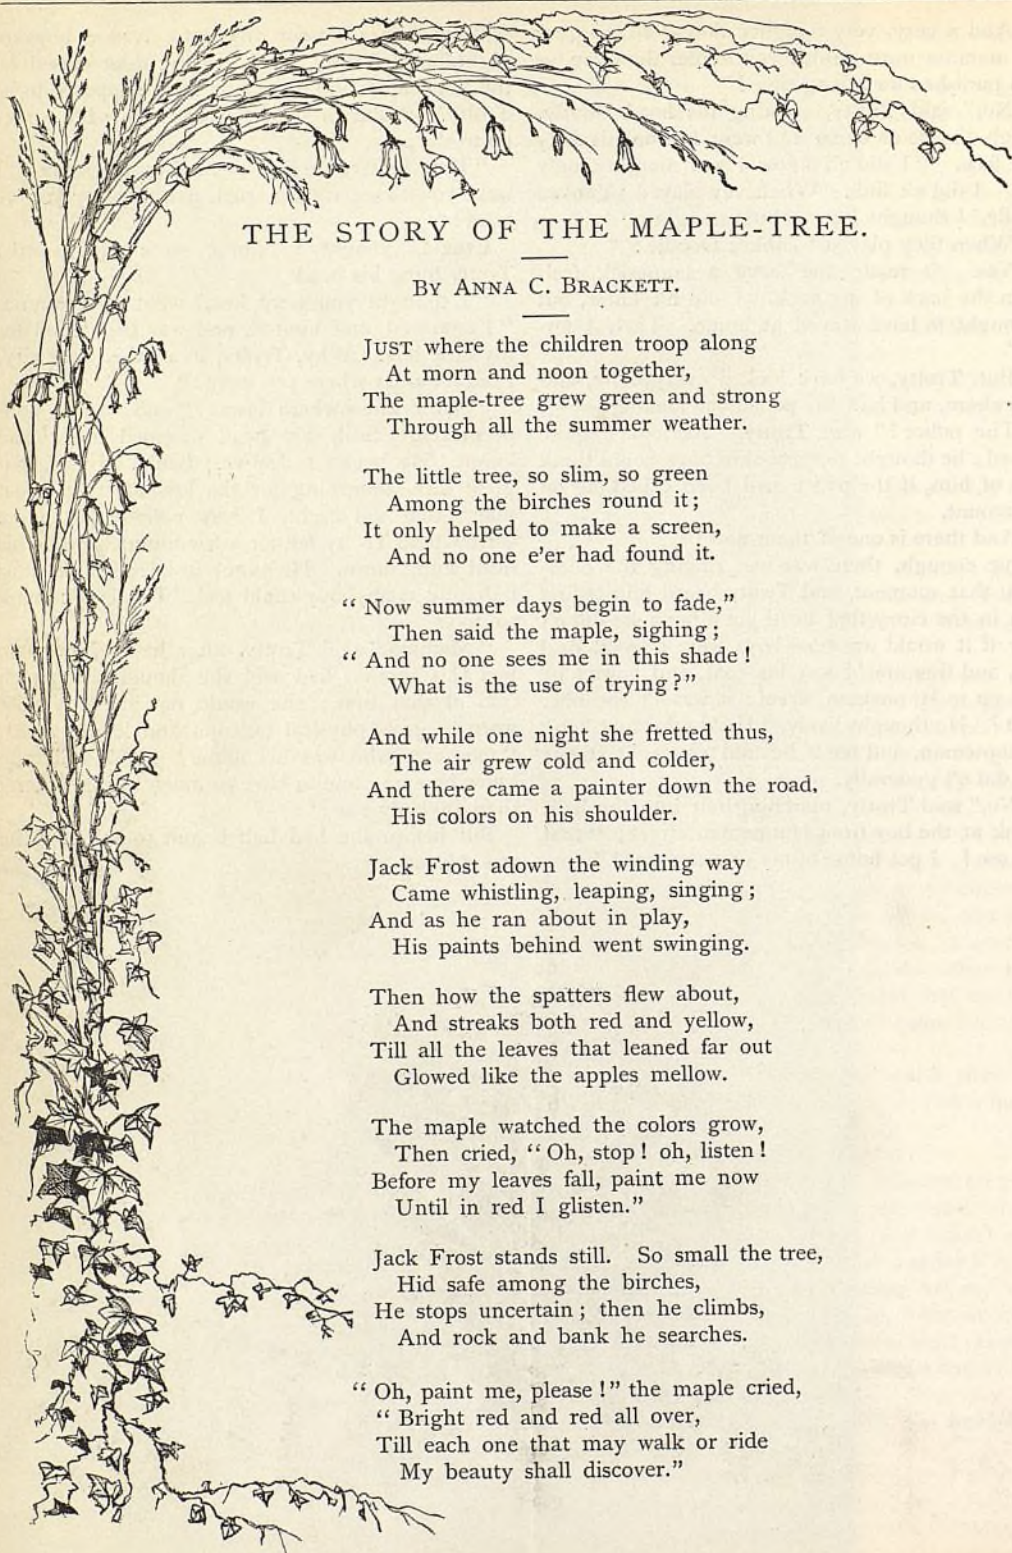 THE STORY OF THE MAPLE-TREE.
BY ANNA C. BRACKETT.
JUST where the children troop along
At morn and noon together,
The maple-tree grew green and strong
Through all the summer weather.
The little tree, so slim, so green
Among the birches round it;
It only helped to make a screen,
And no one e'er had found it.
"Now summer days begin to fade,"
Then said the maple, sighing;
"And no one sees me in this shade!
What is the use of trying?"
And while one night she fretted thus,
The air grew cold and colder,
And there came a painter down the road,
His colors on his shoulder.
Jack Frost adown the winding way
Came whistling, leaping, singing;
And as he ran about in play,
His paints behind went swinging.
Then how the spatters flew about,
And streaks both red and yellow,
Till all the leaves that leaned far out
Glowed like the apples mellow.
The maple watched the colors grow,
Then cried, "Oh, stop! oh, listen!
Before my leaves fall, paint me now
Until in red I glisten."
Jack Frost stands still. So small the tree,
Hid safe among the birches,
He stops uncertain; then he climbs,
And rock and bank he searches.
"Oh, paint me, please!" the maple cried,
"Bright red and red all over,
Till each one that may walk or ride
My beauty shall discover."